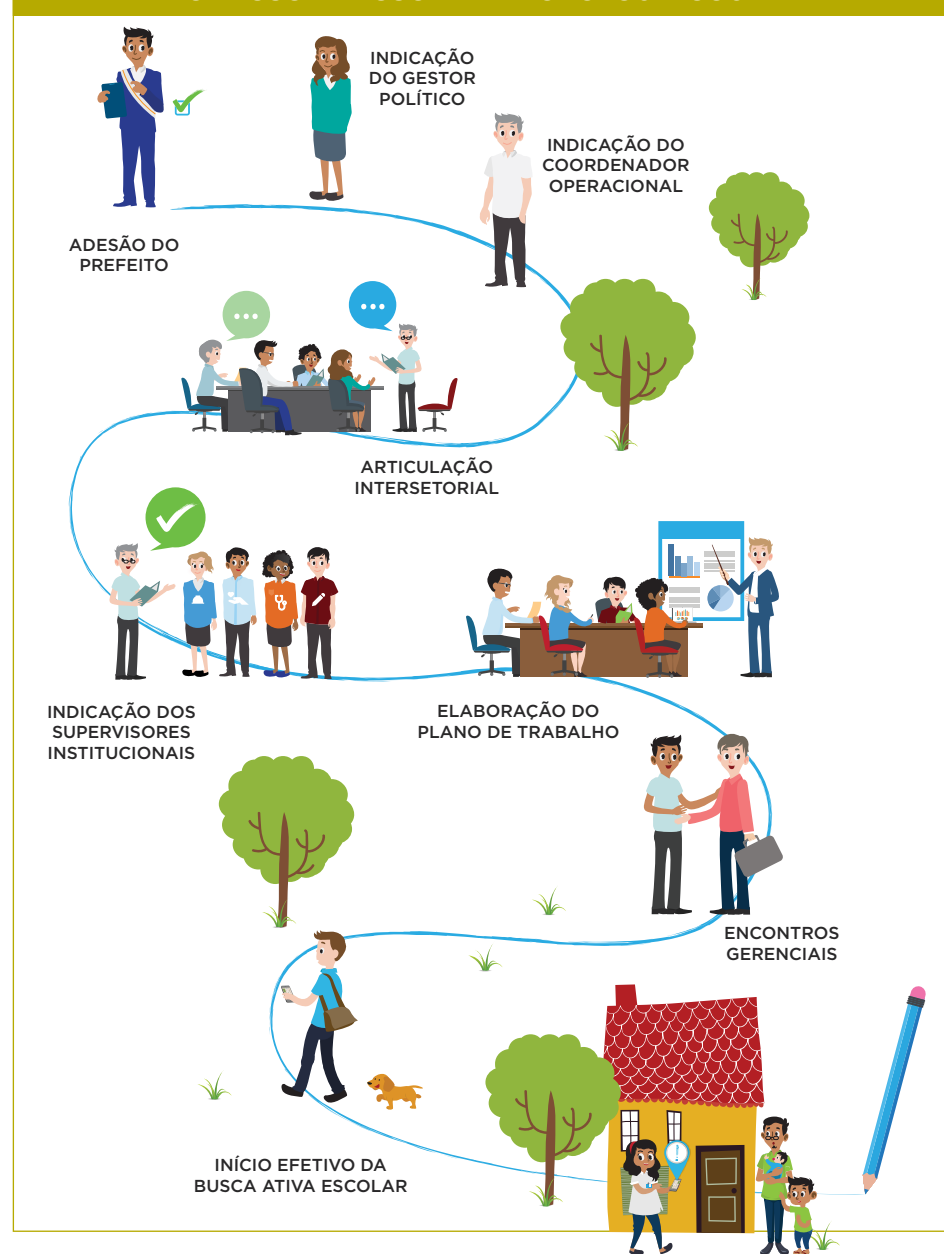 INDICAÇÃO
DO GESTOR
POLÍTICO
INDICAÇÃO DO
COORDENADOR
OPERACIONAL
ADESÃO DO
PREFEITO
ARTICULAÇÃO
INTERSETORIAL
INDICAÇÃO DOS
SUPERVISORES
INSTITUCIONAIS
ELABORAÇÃO DO
PLANO DE TRABALHO
ENCONTROS
GERENCIAIS
INÍCIO EFETIVO DA
BUSCA ATIVA ESCOLAR